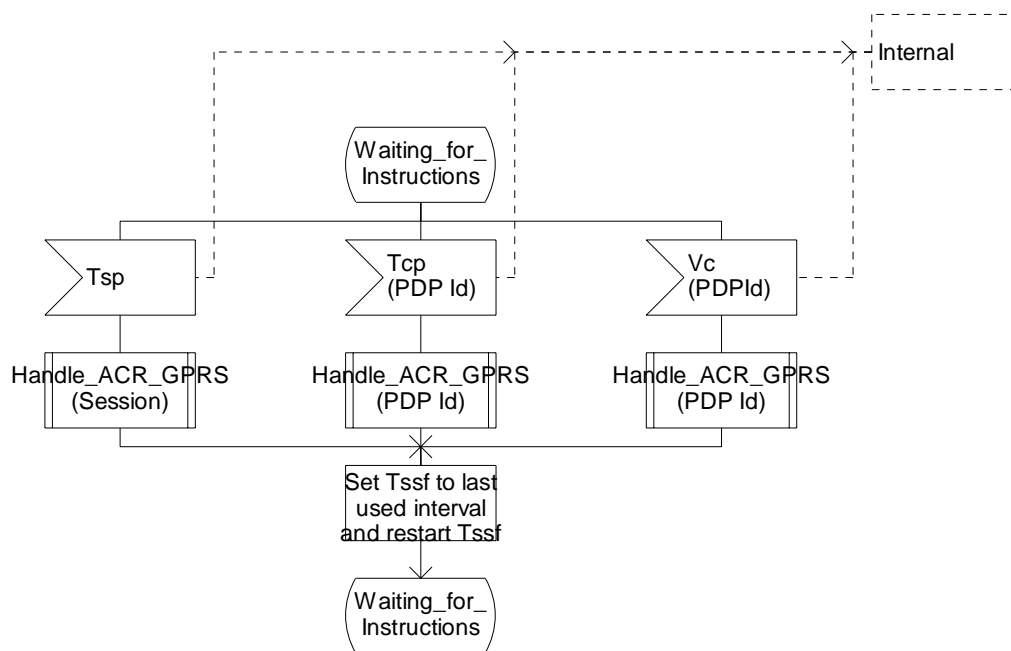 Internal
Waiting_for_
Instructions
Tsp
Tcp
(PDP Id)
Vc
(PDPId)
Handle_ACR_GPRS
(Session)
Handle_ACR_GPRS
(PDP Id)
Handle_ACR_GPRS
(PDP Id)
Set Tssf to last
used interval
and restart Tssf
Waiting_for_
Instructions